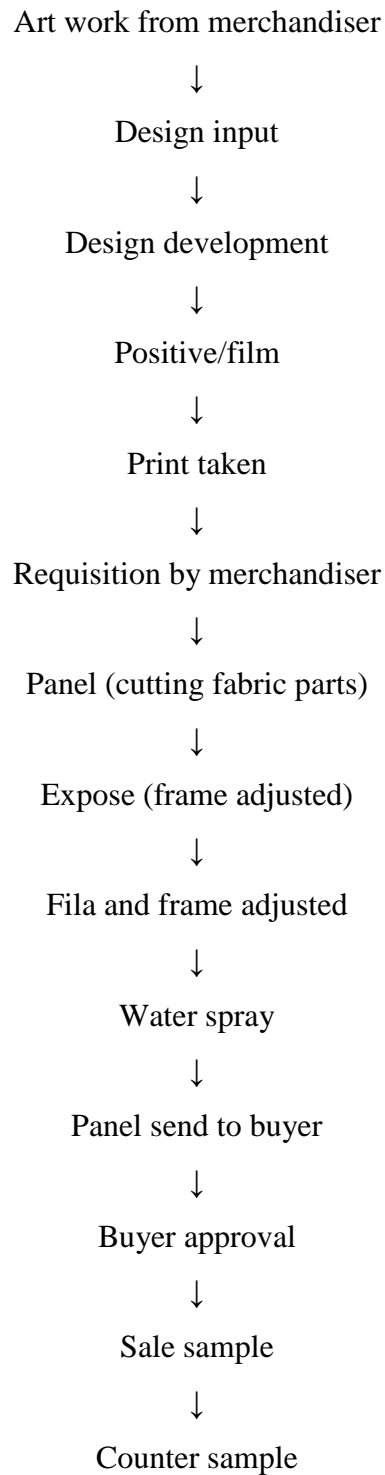 Art work from merchandiser
↓
Design input
↓
Design development
↓
Positive/film
↓
Print taken
↓
Requisition by merchandiser
↓
Panel (cutting fabric parts)
↓
Expose (frame adjusted)
↓
Fila and frame adjusted
↓
Water spray
↓
Panel send to buyer
↓
Buyer approval
↓
Sale sample
↓
Counter sample